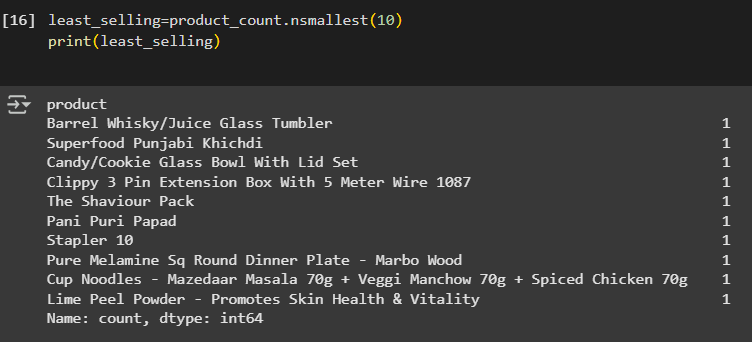 [16] least_selling=product_count.nsmallest(10)
print(least_selling)
product
Barrel Whisky/Juice Glass Tumbler 1
Superfood Punjabi Khichdi 1
Candy/Cookie Glass Bowl With Lid Set 1
Clippy 3 Pin Extension Box With 5 Meter Wire 1087 1
The Shaviour Pack 1
Pani Puri Papad 1
Stapler 10 1
Pure Melamine Sq Round Dinner Plate - Marbo Wood 1
Cup Noodles - Mazedaar Masala 70g + Veggi Manchow 70g + Spiced Chicken 70g 1
Lime Peel Powder - Promotes Skin Health & Vitality 1
Name: count, dtype: int64